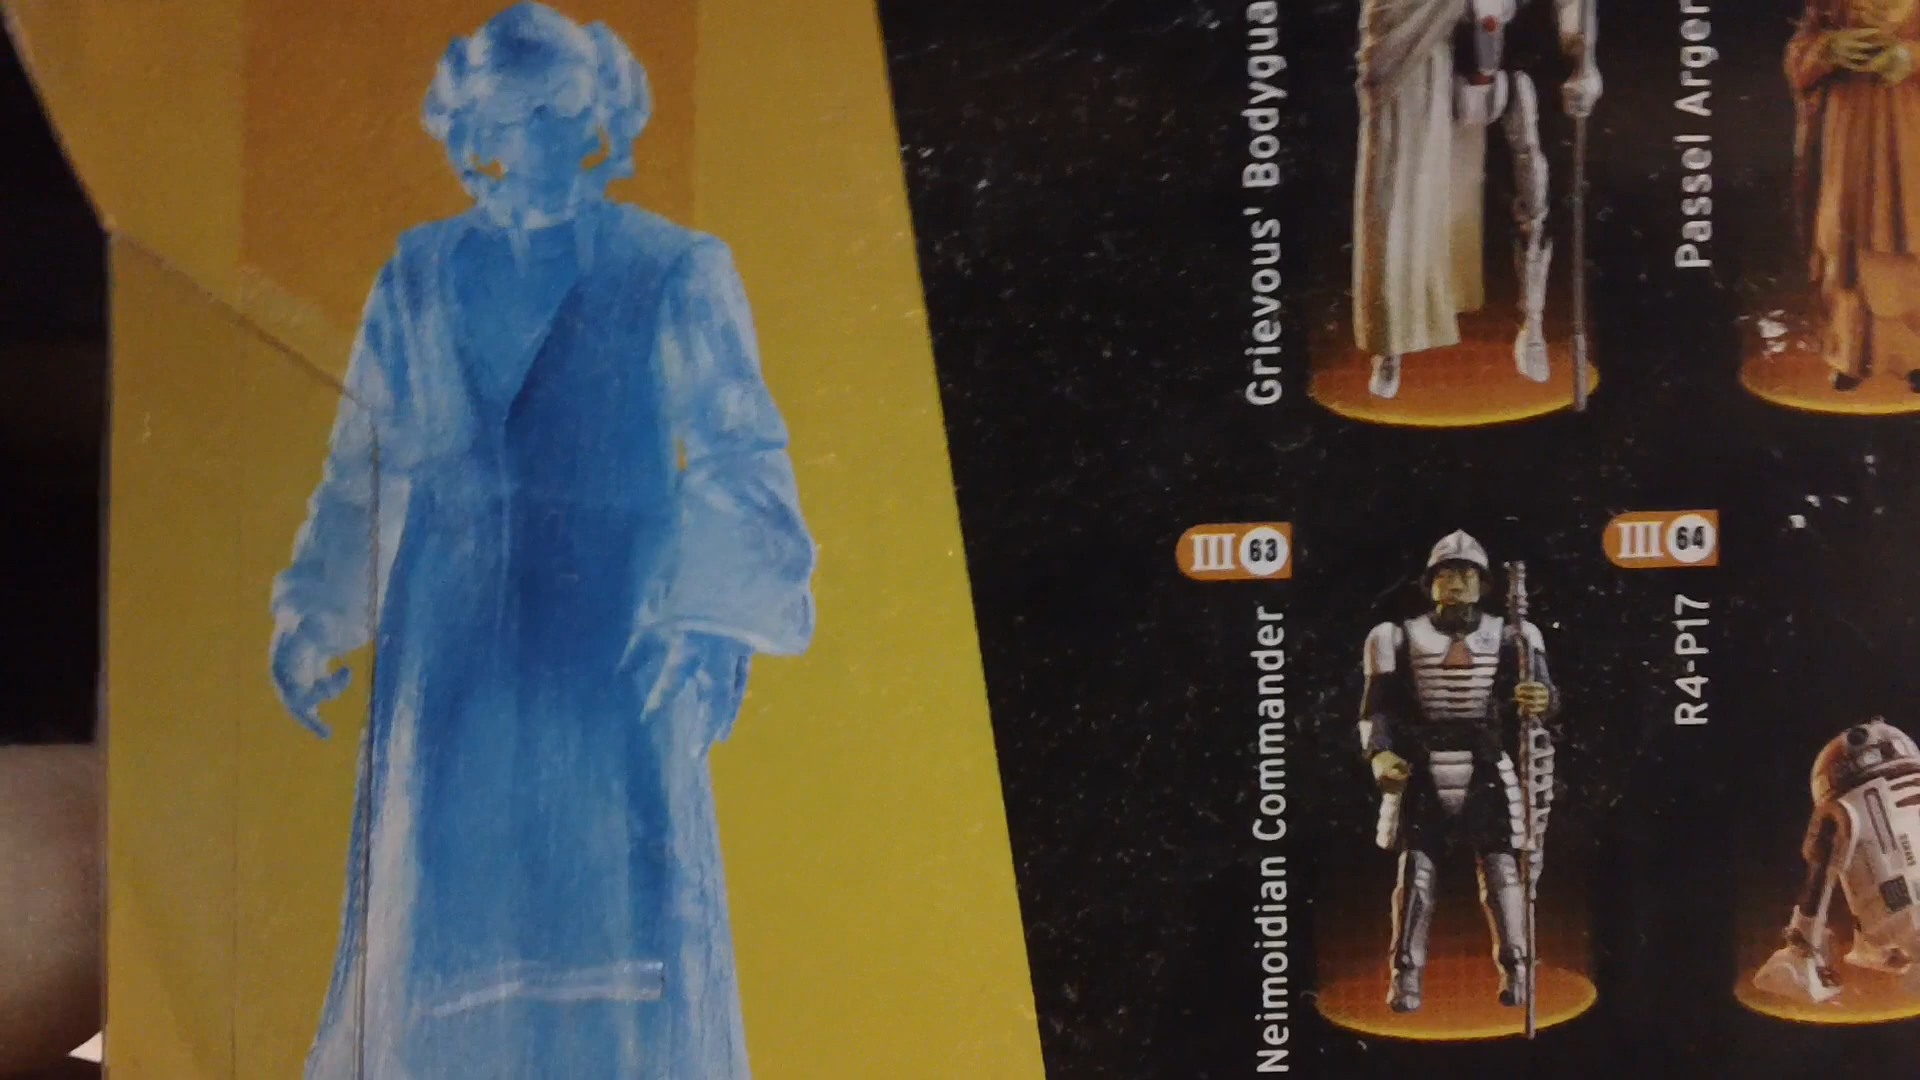 Grievous' Bodygua
Passel Arger
III 63
Neimoidian Commander
III 64
R4-P17